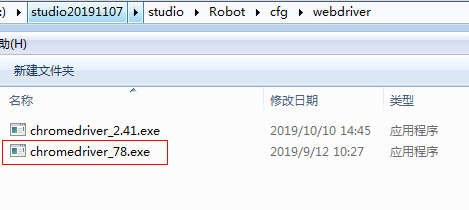 :) ▸ studio20191107 ▸ studio ▸ Robot ▸ cfg ▸ webdriver
助(H)
新建文件夹
名称 修改日期 类型
chromedriver_2.41.exe 2019/10/10 14:45 应用程序
chromedriver_78.exe 2019/9/12 10:27 应用程序